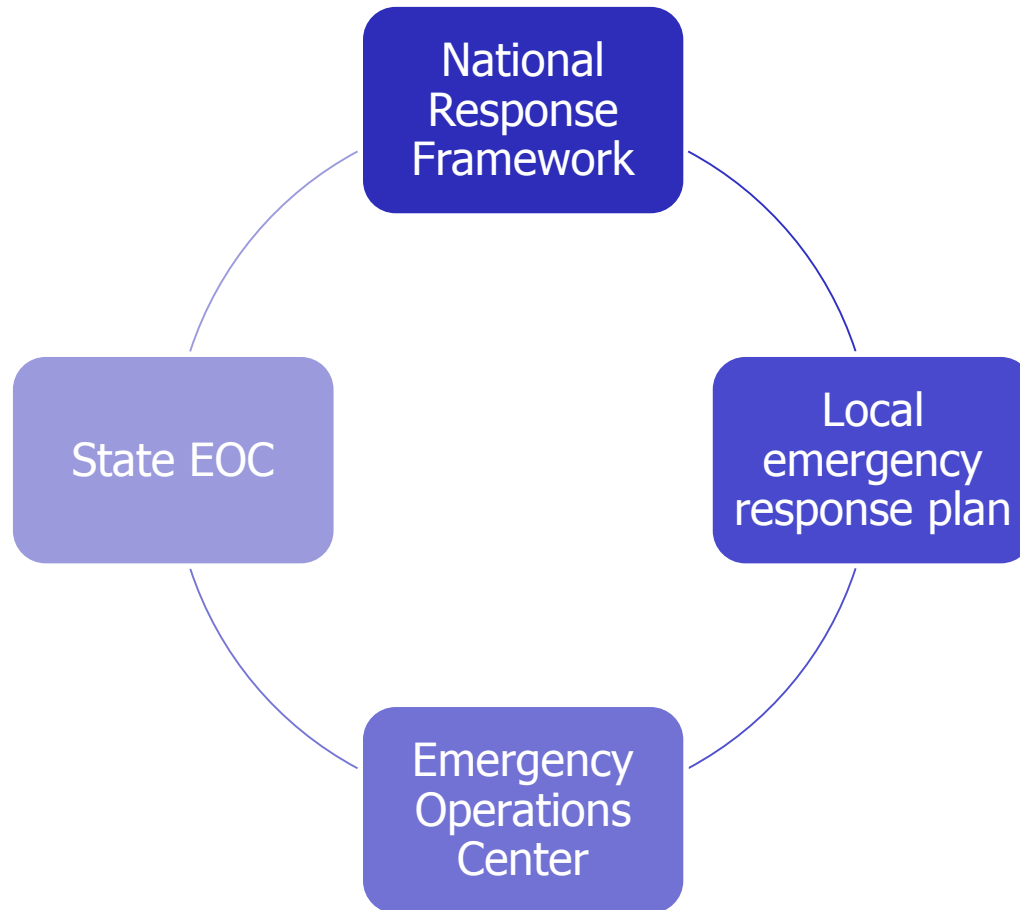 National
Response
Framework
Local
emergency
response plan
Emergency
Operations
Center
State EOC